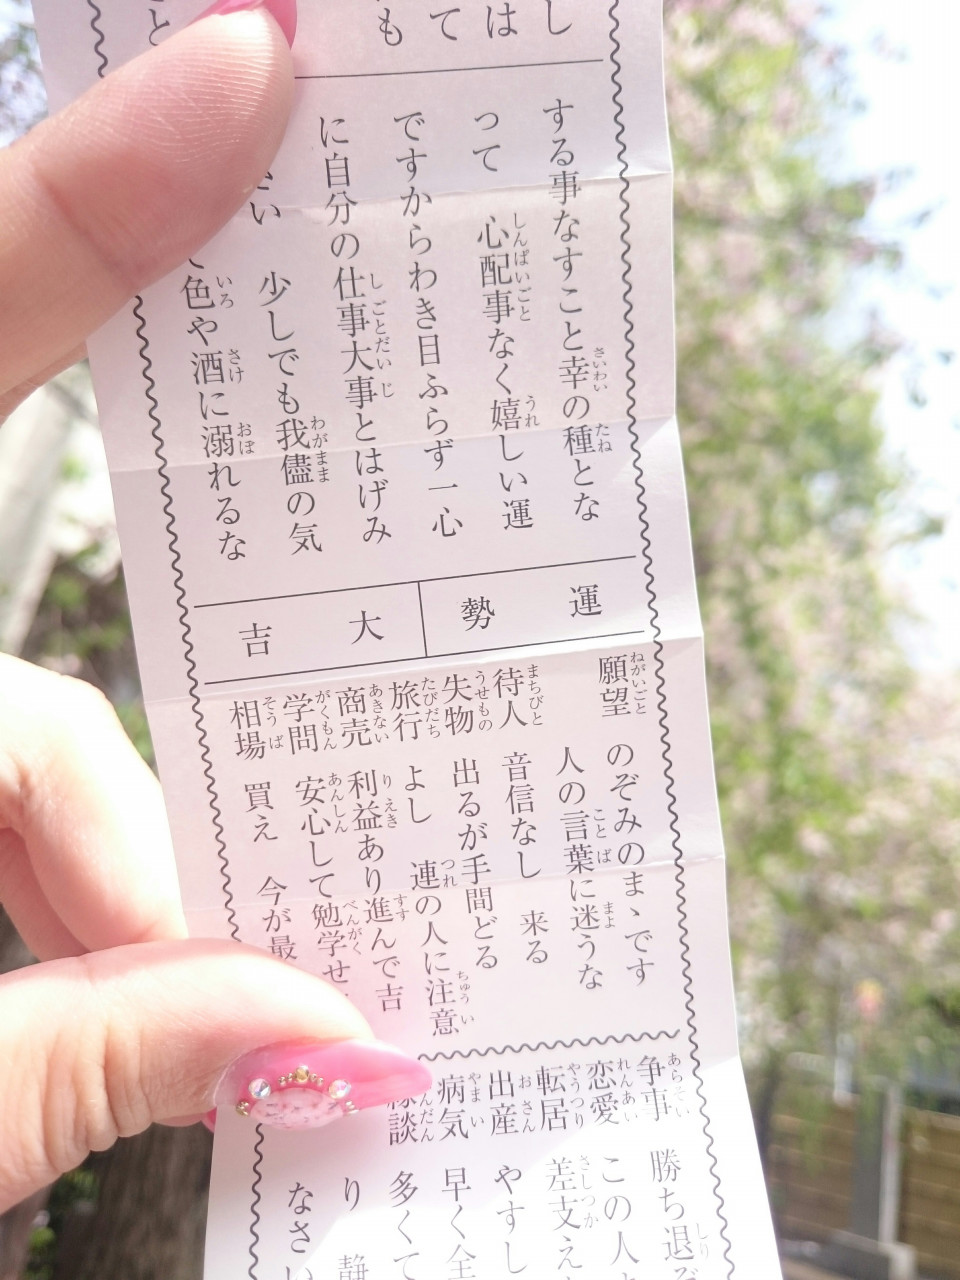 しはても
と
する事なすこと幸の種とな
って 心配事なく嬉しい運
ですからわき目ふらず一心
に自分の仕事大事とはげみ
さい 少しでも我儘の気
色や酒に溺れるな
運勢 大吉
願望 のぞみのまゝです
人の言葉に迷うな
待人 音信なし 来る
失物 出るが手間どる
旅行 よし 連の人に注意
商売 利益あり進んで吉
学問 安心して勉学せ
相場 買え 今が最
争事 勝ち退
恋愛 この人
転居 差支え
出産 やすし
病気 早く全
縁談 多くて
り 静
なさい